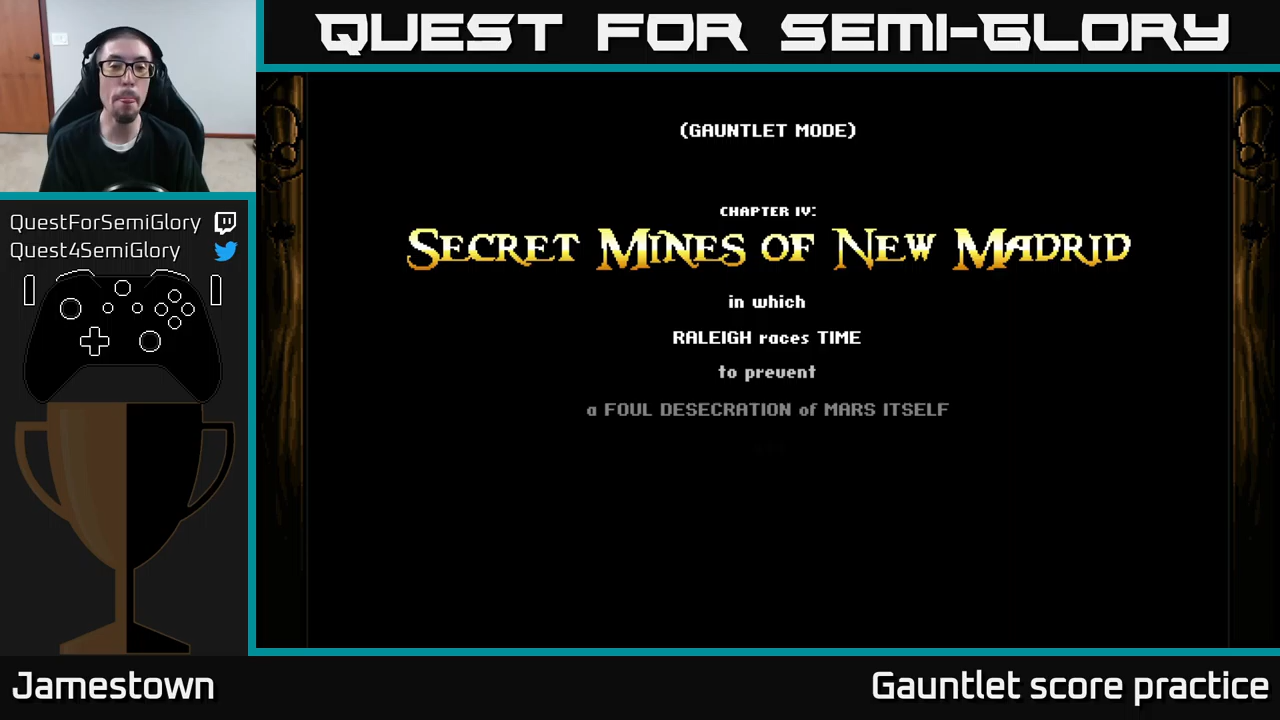 QUEST FOR SEMI-GLORY
(GAUNTLET MODE)
CHAPTER IV:
SECRET MINES OF NEW MADRID
in which
RALEIGH races TIME
to prevent
a FOUL DESECRATION of MARS ITSELF
QuestForSemiGlory
Quest4SemiGlory
Jamestown
Gauntlet score practice